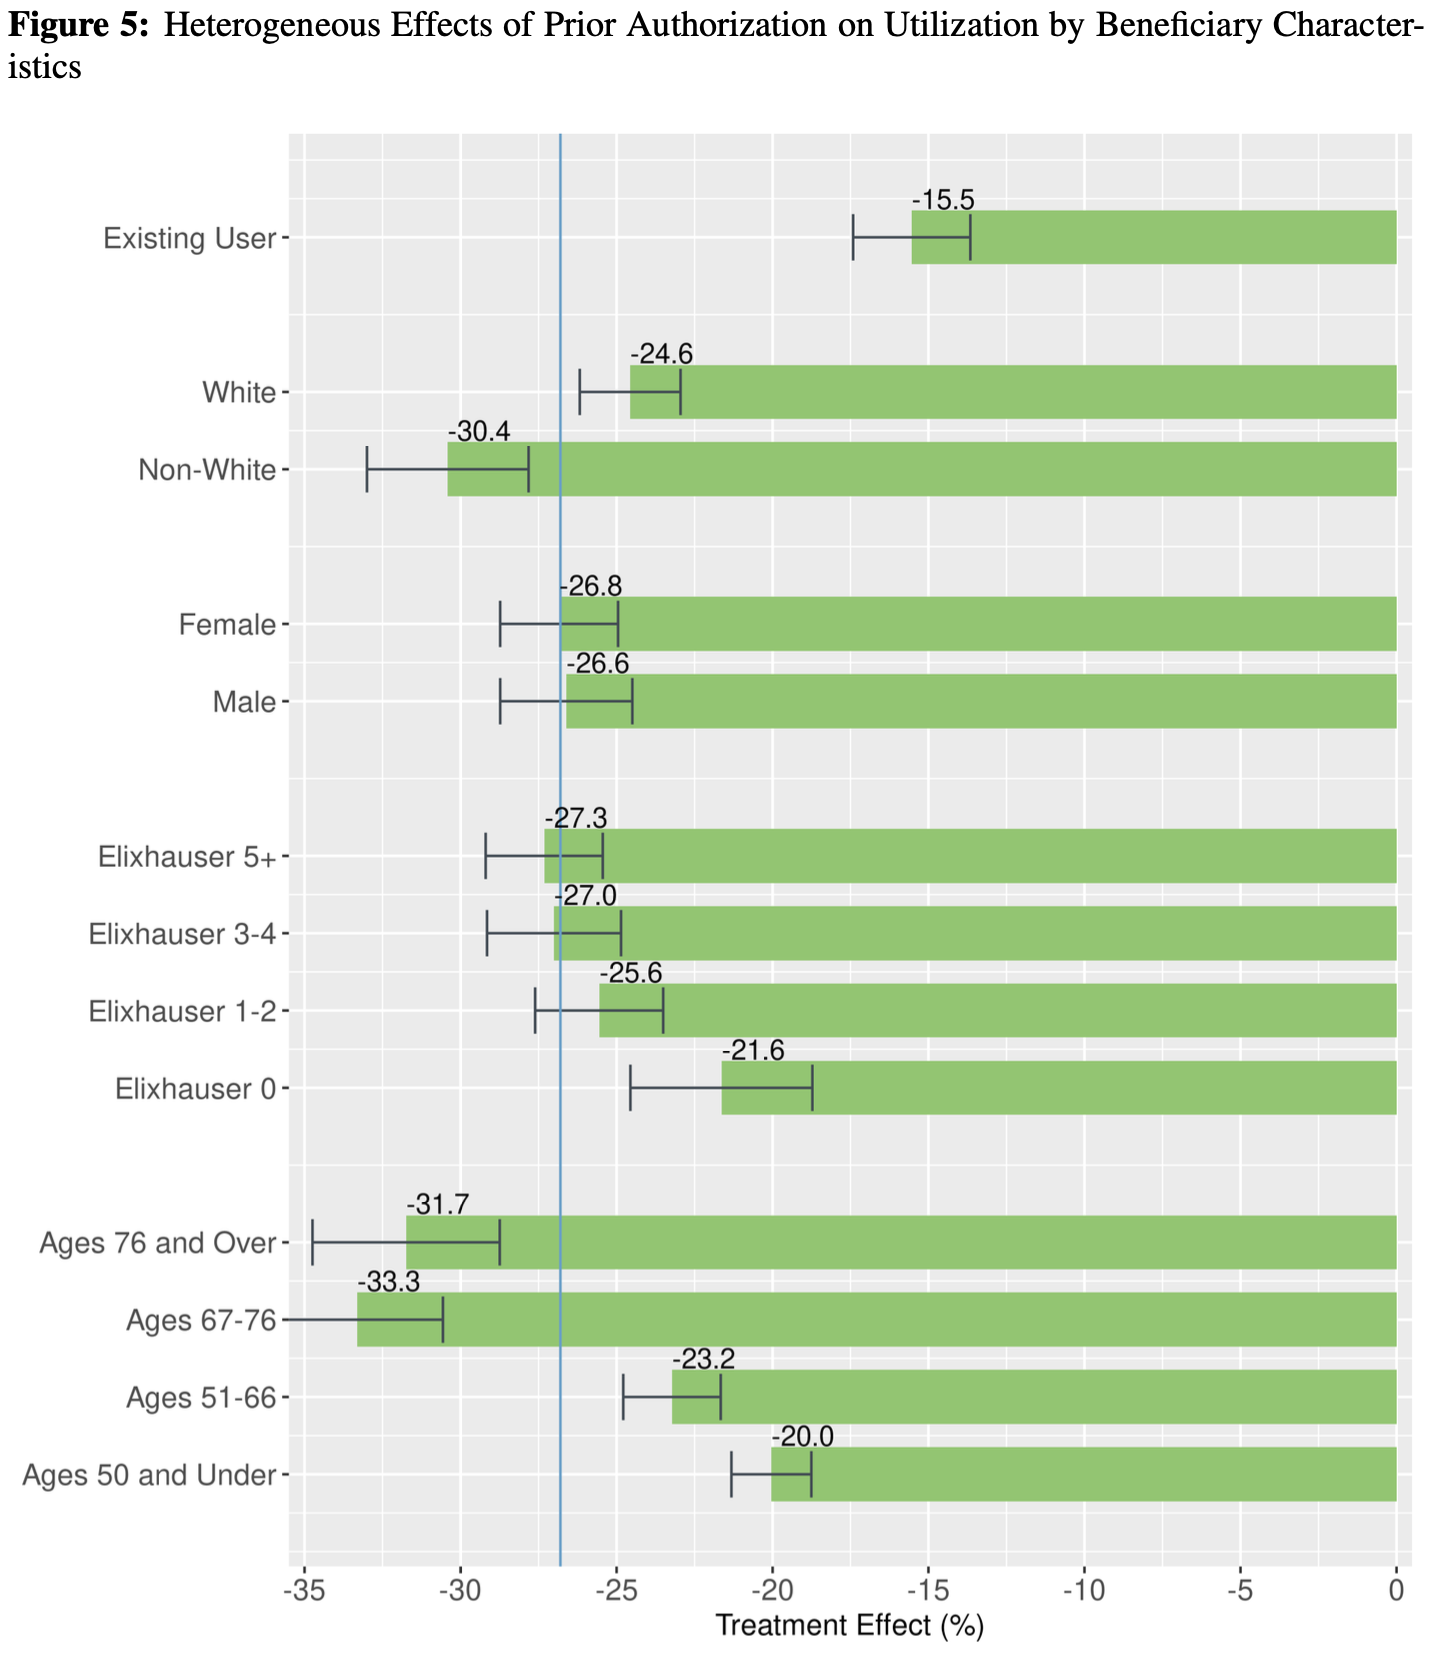 Figure 5: Heterogeneous Effects of Prior Authorization on Utilization by Beneficiary Character-
istics
-15.5
Existing User
-24.6
White
-30.4
Non-White
-26.8
Female
-26.6
Male
-27.3
Elixhauser 5+
-27.0
Elixhauser 3-4
-25.6
Elixhauser 1-2
-21.6
Elixhauser 0
-31.7
Ages 76 and Over
-33.3
Ages 67-76
-23.2
Ages 51-66
-20.0
Ages 50 and Under
-35 -30 -25 -20 -15 -10 -5 0
Treatment Effect (%)